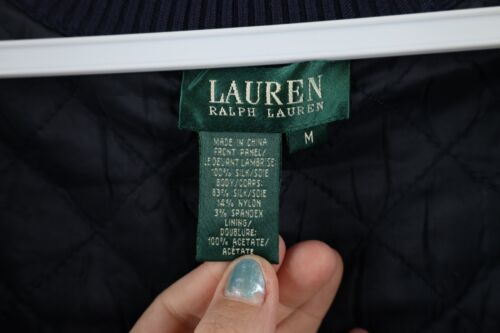 LAUREN
RALPH LAUREN
M
MADE IN CHINA
FRONT PANEL/
LE DEVANT LAMBRISE
100% SILK/SOIE
BODY/CORPS:
83% SILK/SOIE
14% NYLON
3% SPANDEX
LINING/
DOUBLURE:
100% ACETATE/
ACÉTATE